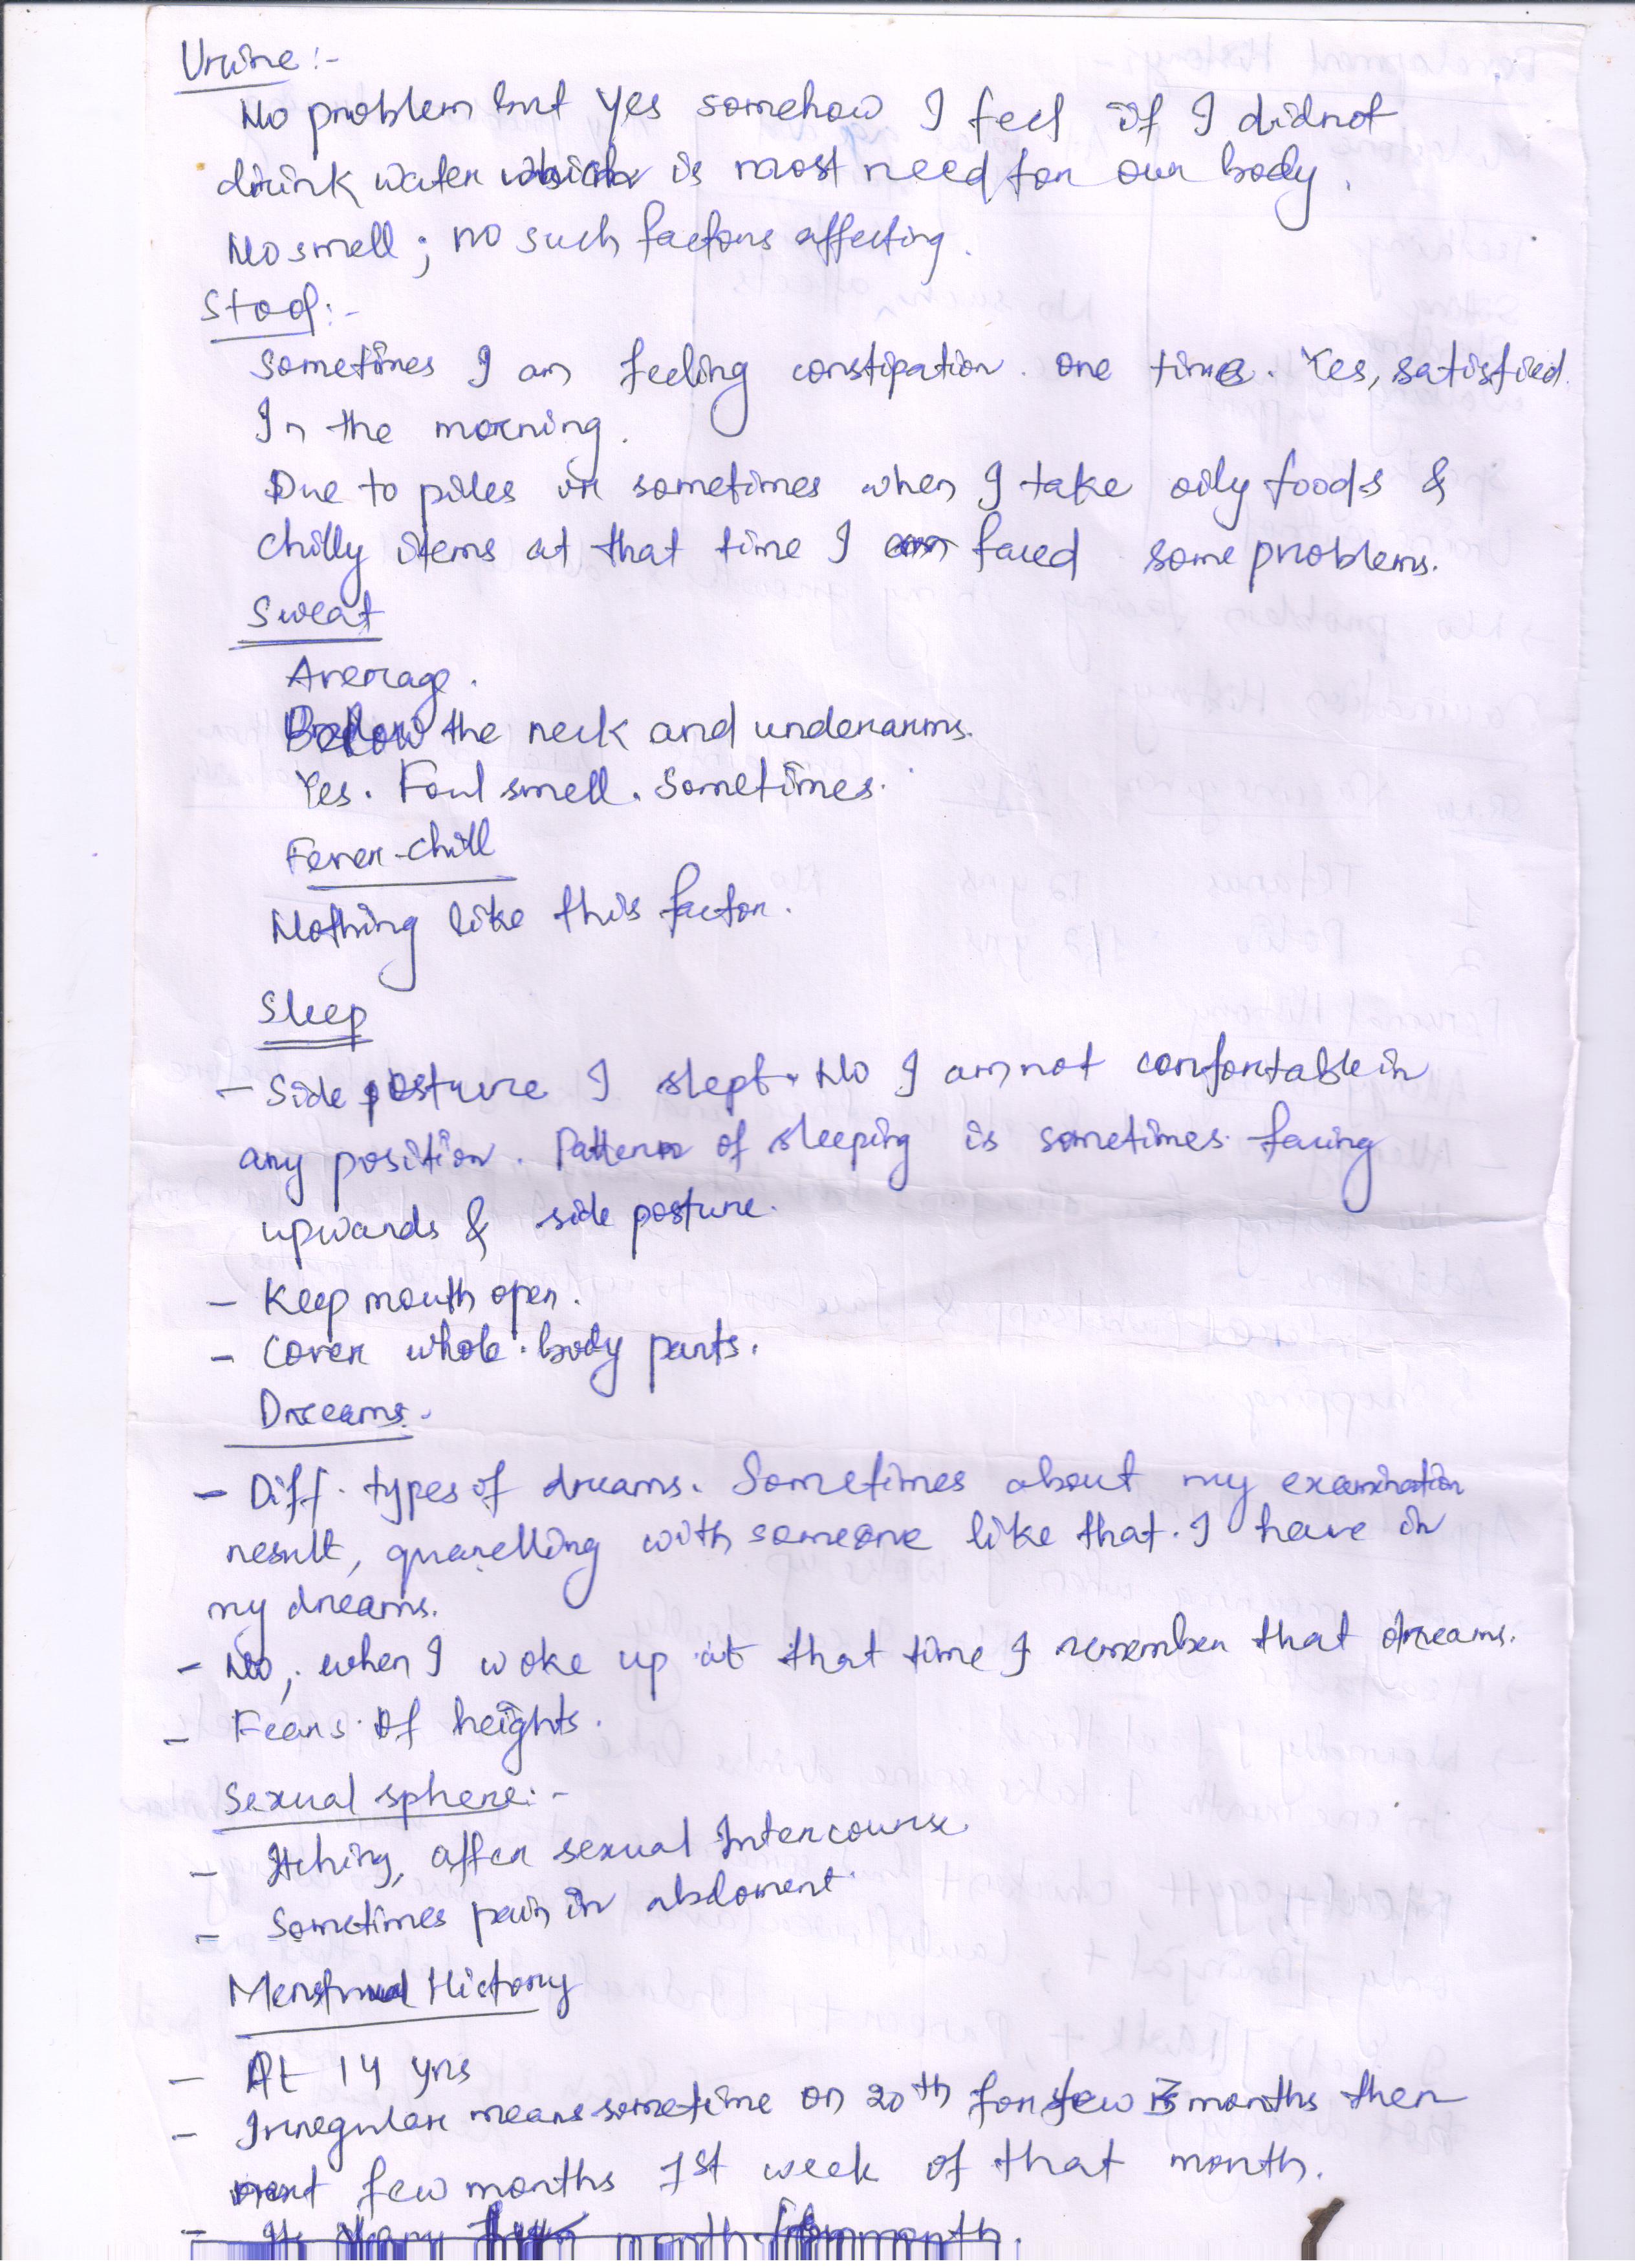 Urine :-
No problem but yes somehow I feel if I didnot
drink water which is most need for our body.
No smell ; no such factors affecting.
Stool :-
Sometimes I am feeling constipation. One time. Yes, satisfied.
In the morning.
Due to piles in sometimes when I take oily foods &
chilly items at that time I faced some problems.
Sweat
Average.
Below the neck and underarms.
Yes. Foul smell. Sometimes.
Fever-chill
Nothing like this factor.
Sleep
- Side posture I slept. No I am not comfortable in
any position. Pattern of sleeping is sometimes facing
upwards & side posture.
- Keep mouth open.
- Cover whole body parts.
Dreams.
- Diff. types of dreams. Sometimes about my examination
result, quarelling with someone like that. I have in
my dreams.
- No, when I woke up at that time I remember that dreams.
- Fears of heights.
Sexual sphere:-
- Itching, after sexual Intercourse
- Sometimes pain in abdoment
Menstrual History
- At 14 yrs
- Irregular means sometime on 20th for few months then
next few months 1st week of that month.